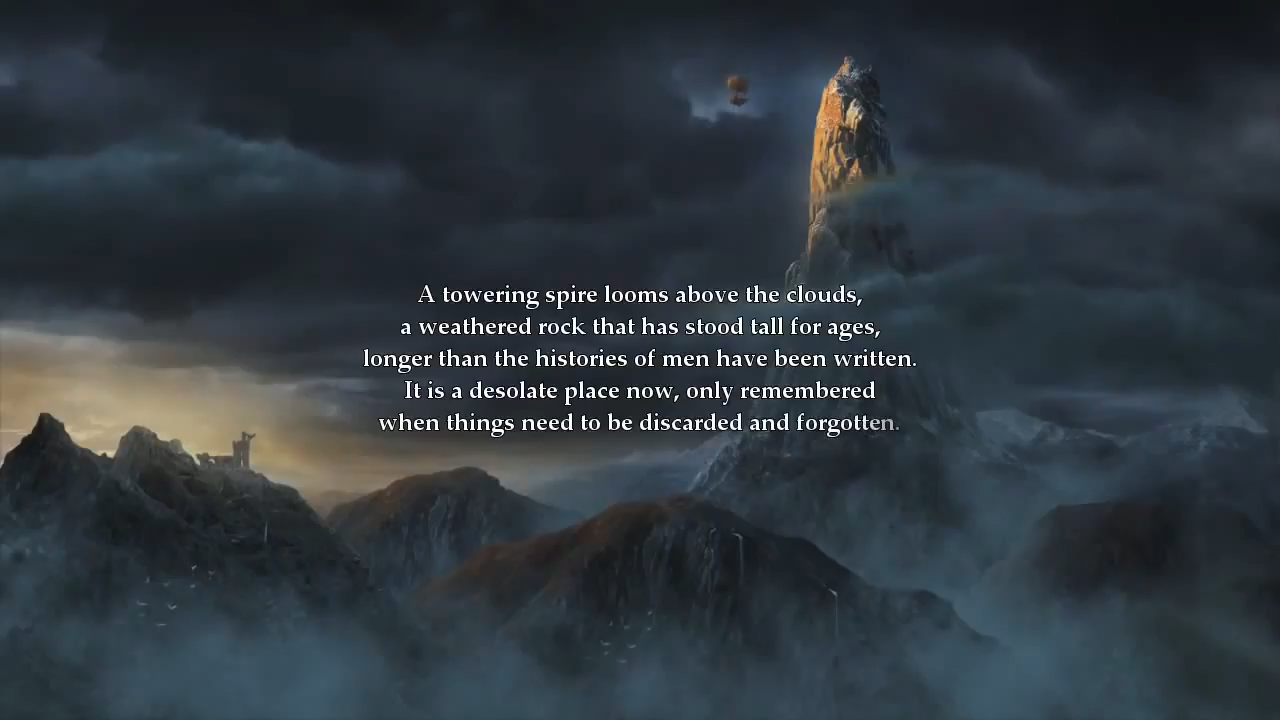 A towering spire looms above the clouds,
a weathered rock that has stood tall for ages,
longer than the histories of men have been written.
It is a desolate place now, only remembered
when things need to be discarded and forgotten.